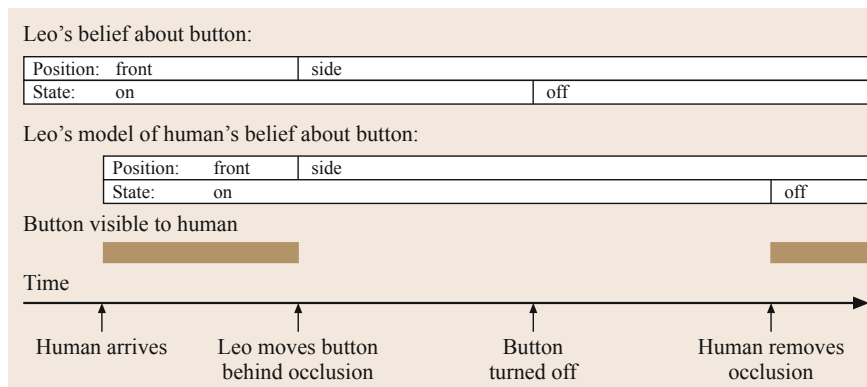 Leo's belief about button:
Position: front side
State: on off
Leo's model of human's belief about button:
Position: front side
State: on off
Button visible to human
Time
Human arrives Leo moves button Button Human removes
behind occlusion turned off occlusion